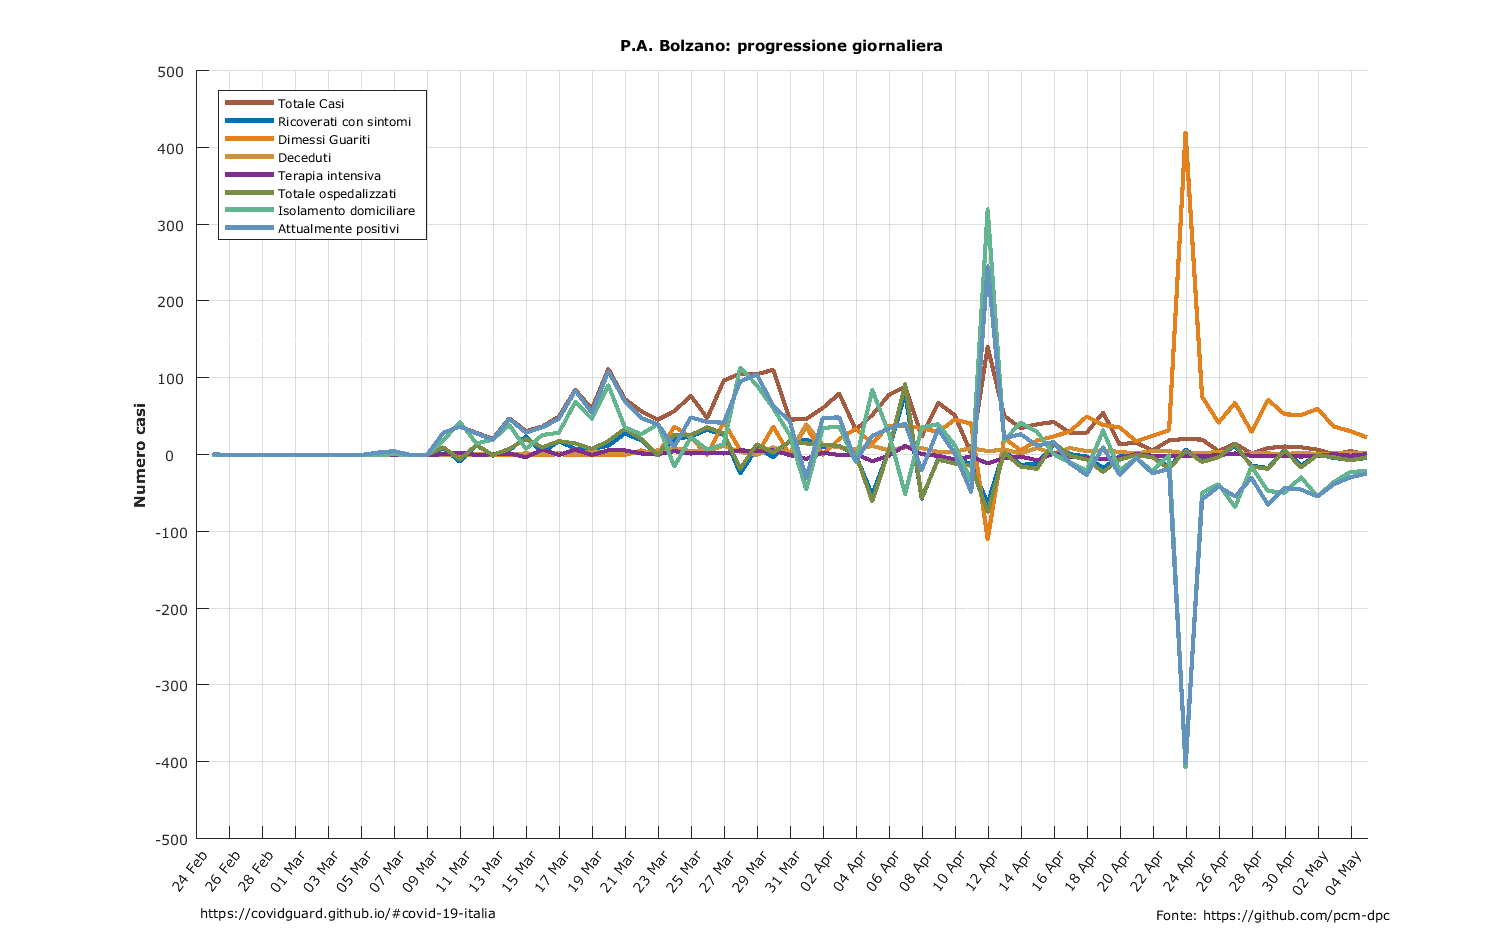 P.A. Bolzano: progressione giornaliera
500
400
300
200
100
0
-100
-200
-300
-400
-500
Numero casi
Totale Casi
Ricoverati con sintomi
Dimessi Guariti
Deceduti
Terapia intensiva
Totale ospedalizzati
Isolamento domiciliare
Attualmente positivi
24 Feb
26 Feb
28 Feb
01 Mar
03 Mar
05 Mar
07 Mar
09 Mar
11 Mar
13 Mar
15 Mar
17 Mar
19 Mar
21 Mar
23 Mar
25 Mar
27 Mar
29 Mar
31 Mar
02 Apr
04 Apr
06 Apr
08 Apr
10 Apr
12 Apr
14 Apr
16 Apr
18 Apr
20 Apr
22 Apr
24 Apr
26 Apr
28 Apr
30 Apr
02 May
04 May
https://covidguard.github.io/#covid-19-italia
Fonte: https://github.com/pcm-dpc